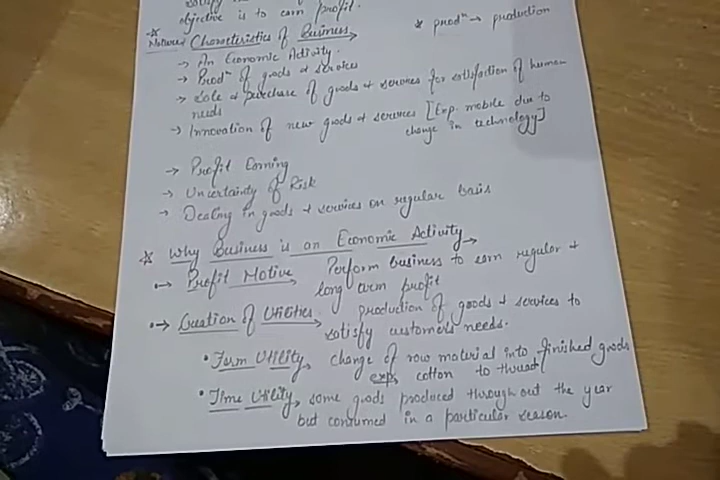 objective is to earn profit.
* prodⁿ → production
* Nature/ Characteristics of Business →
→ An Economic Activity.
→ Prodⁿ of goods & services
→ Sale & purchase of goods & services for satisfaction of human
needs
→ Innovation of new goods & services [Exp. mobile due to
change in technology]
→ Profit Earning
→ Uncertainty of Risk
→ Dealing in goods & services on regular basis
* Why Business is an Economic Activity →
•→ Profit Motive → Perform business to earn regular &
long term profit
•→ Creation of Utilities → production of goods & services to
satisfy customers needs.
• Form Utility → change of raw material into finished goods
exp. cotton to thread
• Time Utility → some goods produced throughout the year
but consumed in a particular season.